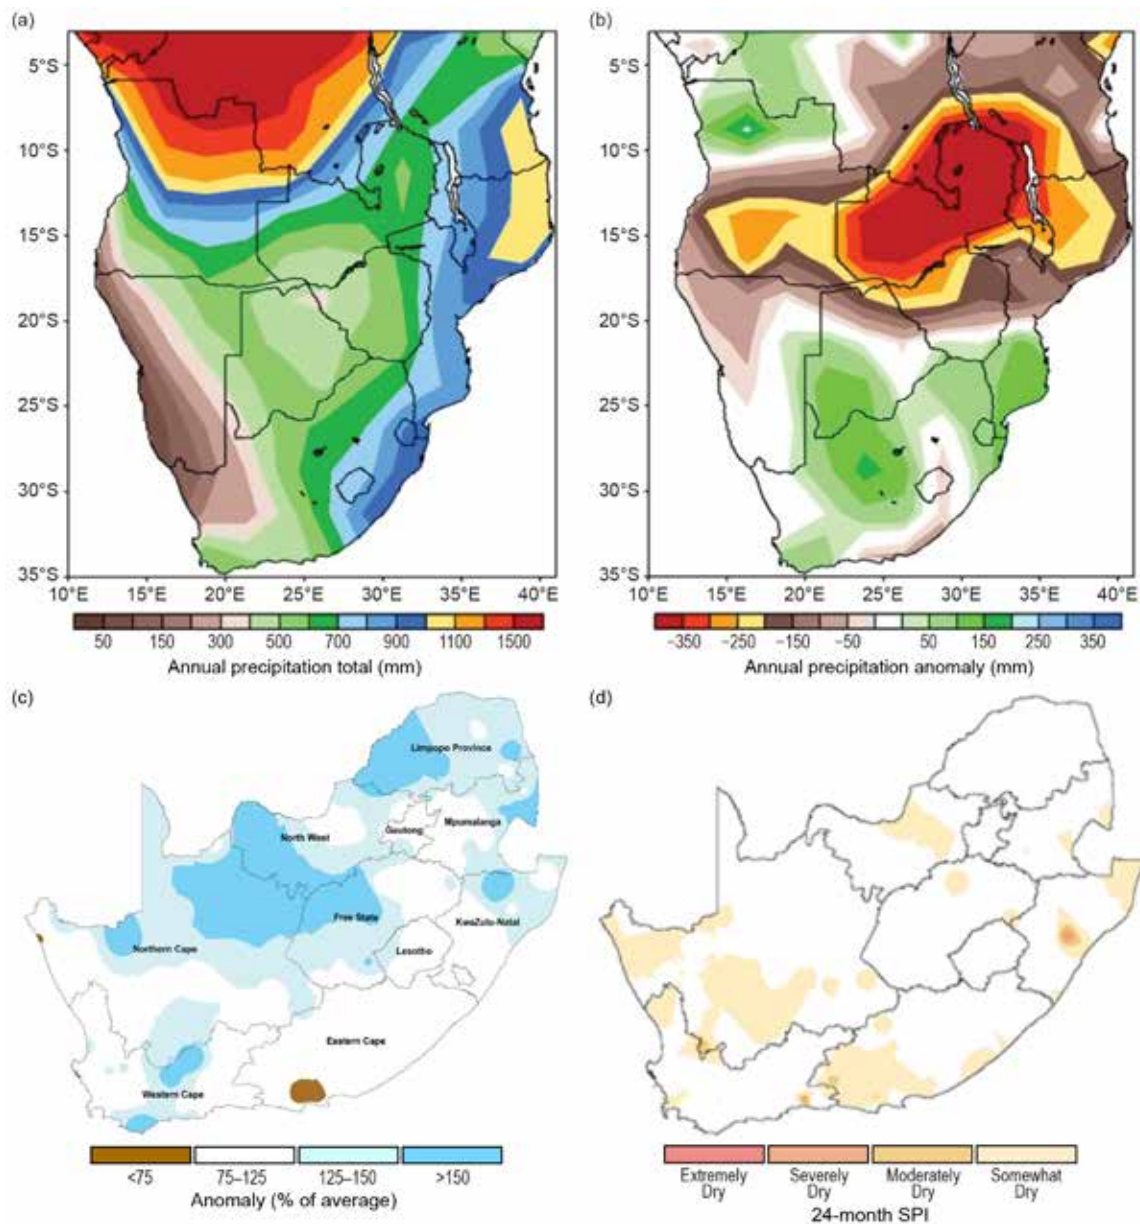 (a)
(b)
5°S
10°S
15°S
20°S
25°S
30°S
35°S
10°E 15°E 20°E 25°E 30°E 35°E 40°E
50 150 300 500 700 900 1100 1500
Annual precipitation total (mm)
5°S
10°S
15°S
20°S
25°S
30°S
35°S
10°E 15°E 20°E 25°E 30°E 35°E 40°E
−350 −250 −150 −50 50 150 250 350
Annual precipitation anomaly (mm)
(c)
Limpopo Province
North West
Gauteng
Mpumalanga
Free State
KwaZulu-Natal
Northern Cape
Lesotho
Eastern Cape
Western Cape
<75 75–125 125–150 >150
Anomaly (% of average)
(d)
Extremely Dry
Severely Dry
Moderately Dry
Somewhat Dry
24-month SPI